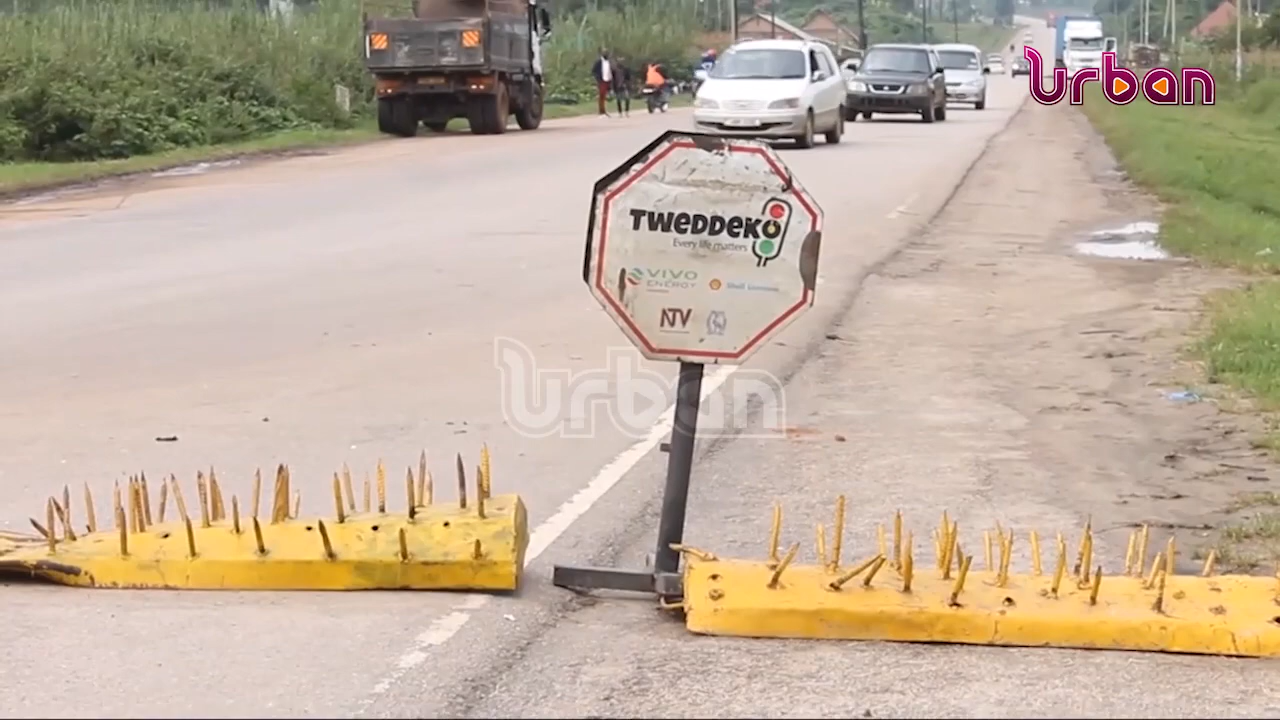 Urban
TWEDDEKO
Every life matters
VIVO
ENERGY
Shell
NTV
Urban